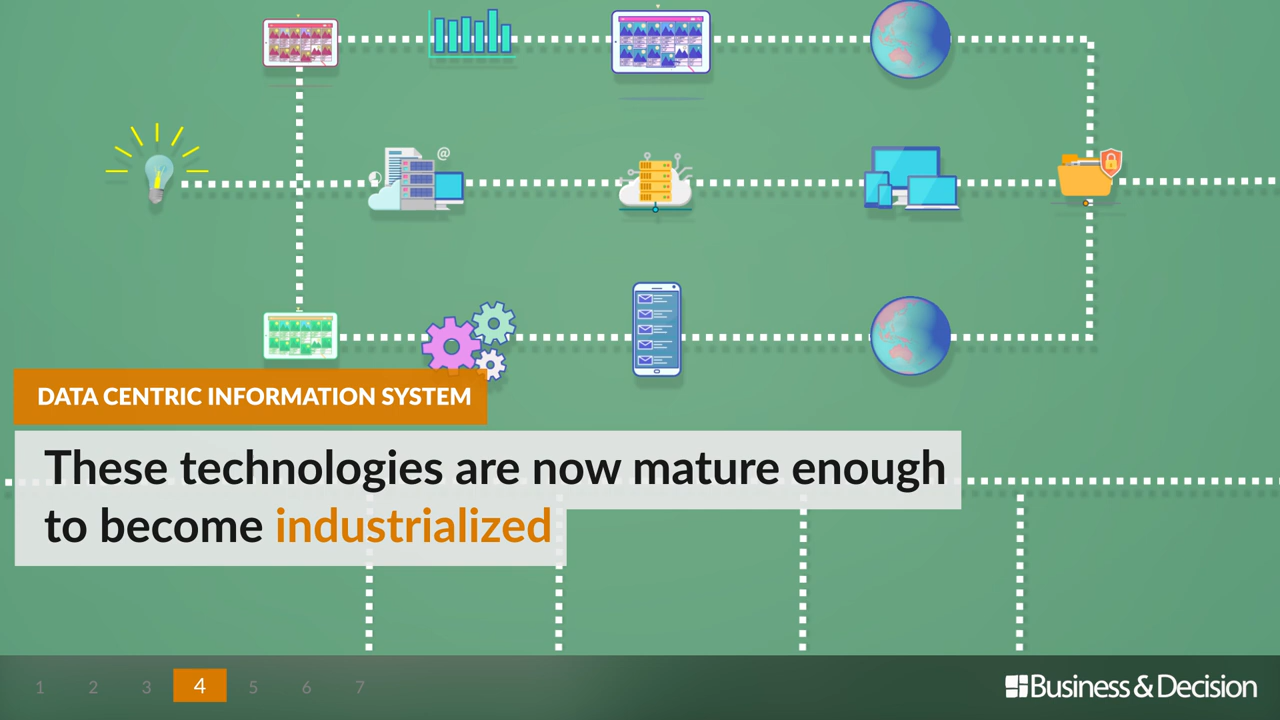 @
DATA CENTRIC INFORMATION SYSTEM
These technologies are now mature enough
to become industrialized
1 2 3 4 5 6 7
Business & Decision